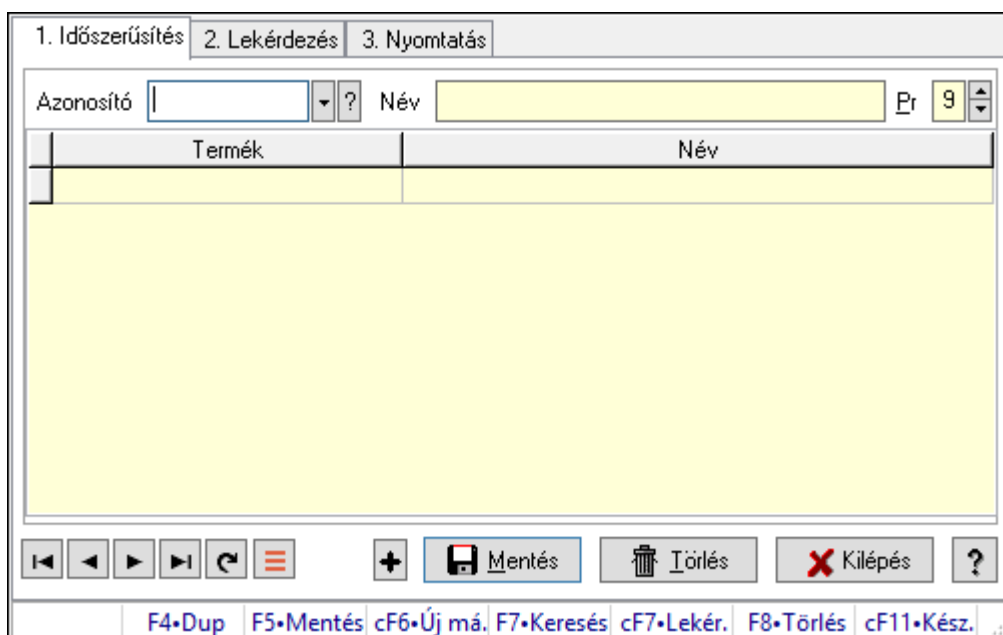 1. Időszerűsítés 2. Lekérdezés 3. Nyomtatás
Azonosító ? Név Pr 9
Termék Név
Mentés Törlés Kilépés ?
F4•Dup F5•Mentés cF6•Új má. F7•Keresés cF7•Lekér. F8•Törlés cF11•Kész.